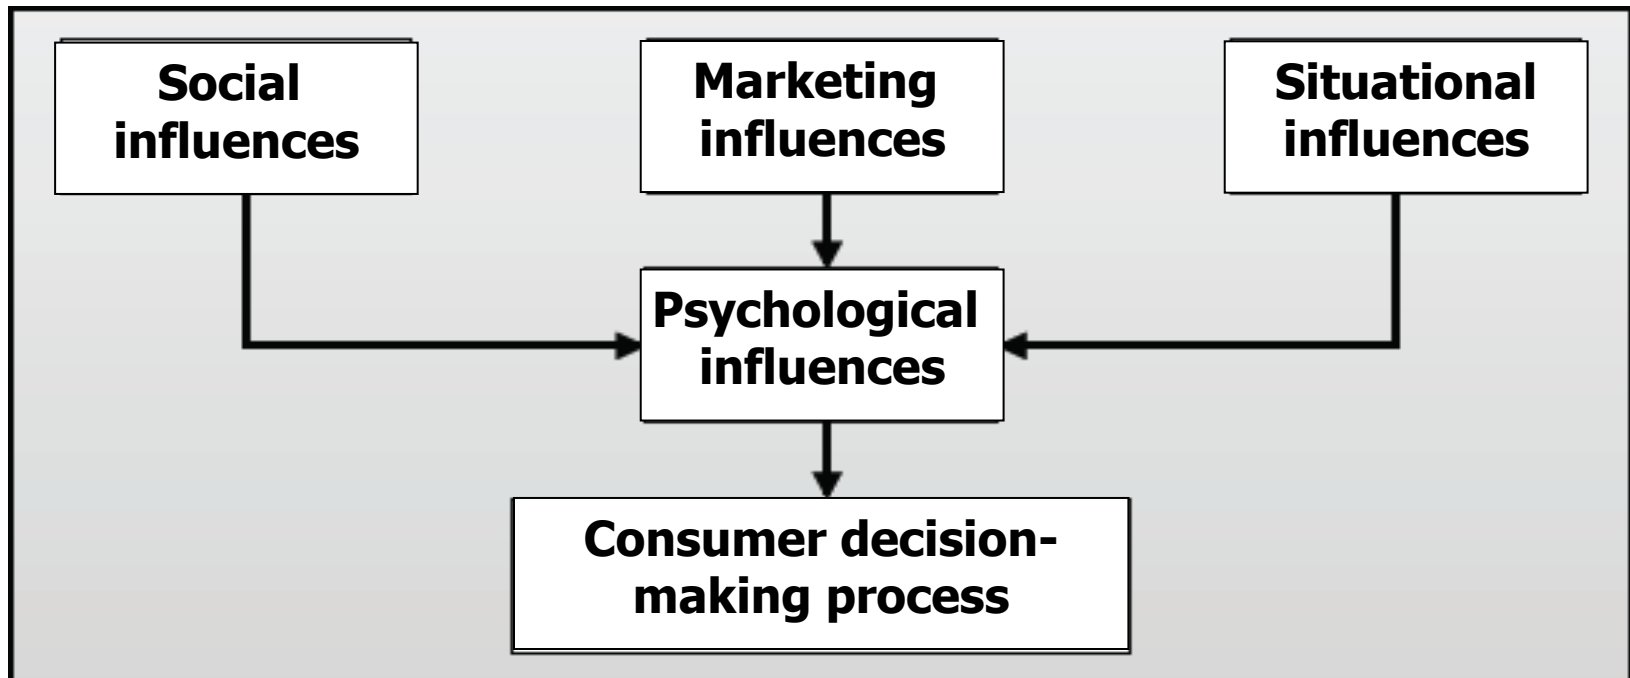 Social
influences
Marketing
influences
Situational
influences
Psychological
influences
Consumer decision-
making process